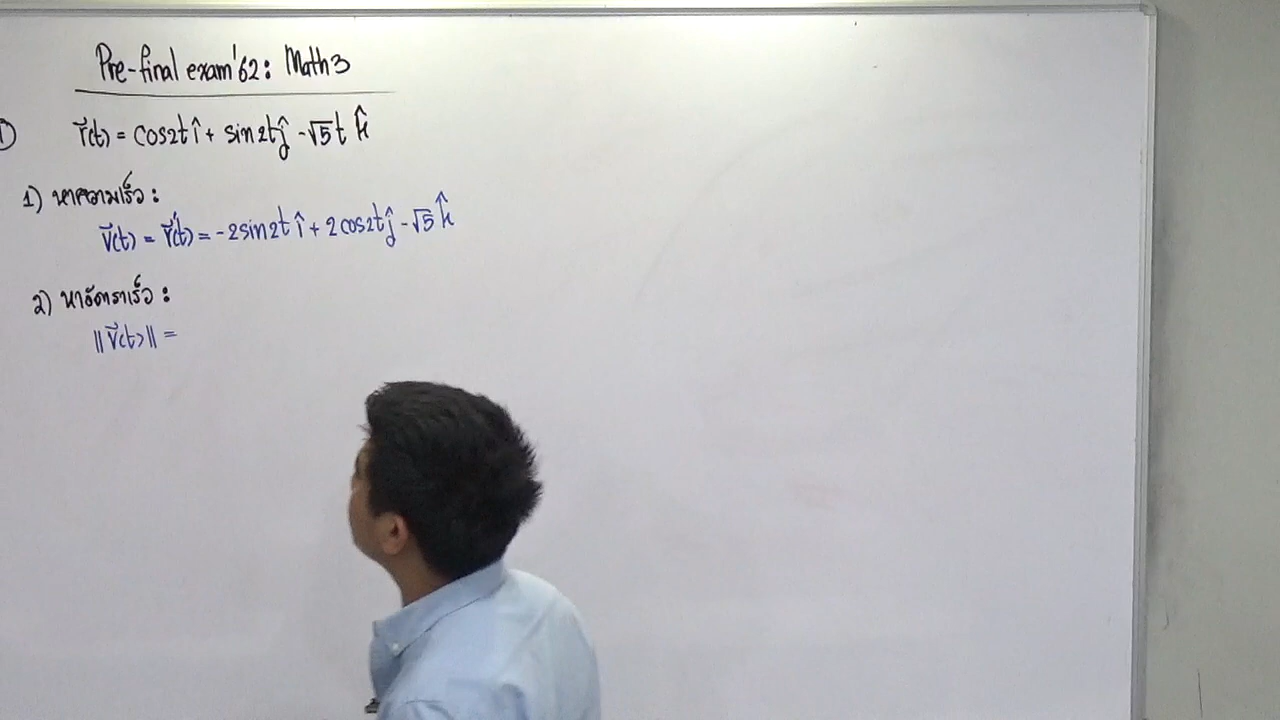 Pre-final exam'62: Math3
① r⃗(t) = cos2t î + sin2t ĵ - √5 t k̂
1) หาความเร็ว :
v⃗(t) = r⃗'(t) = -2sin2t î + 2cos2t ĵ - √5 k̂
2) หาอัตราเร็ว :
||v⃗(t)|| =